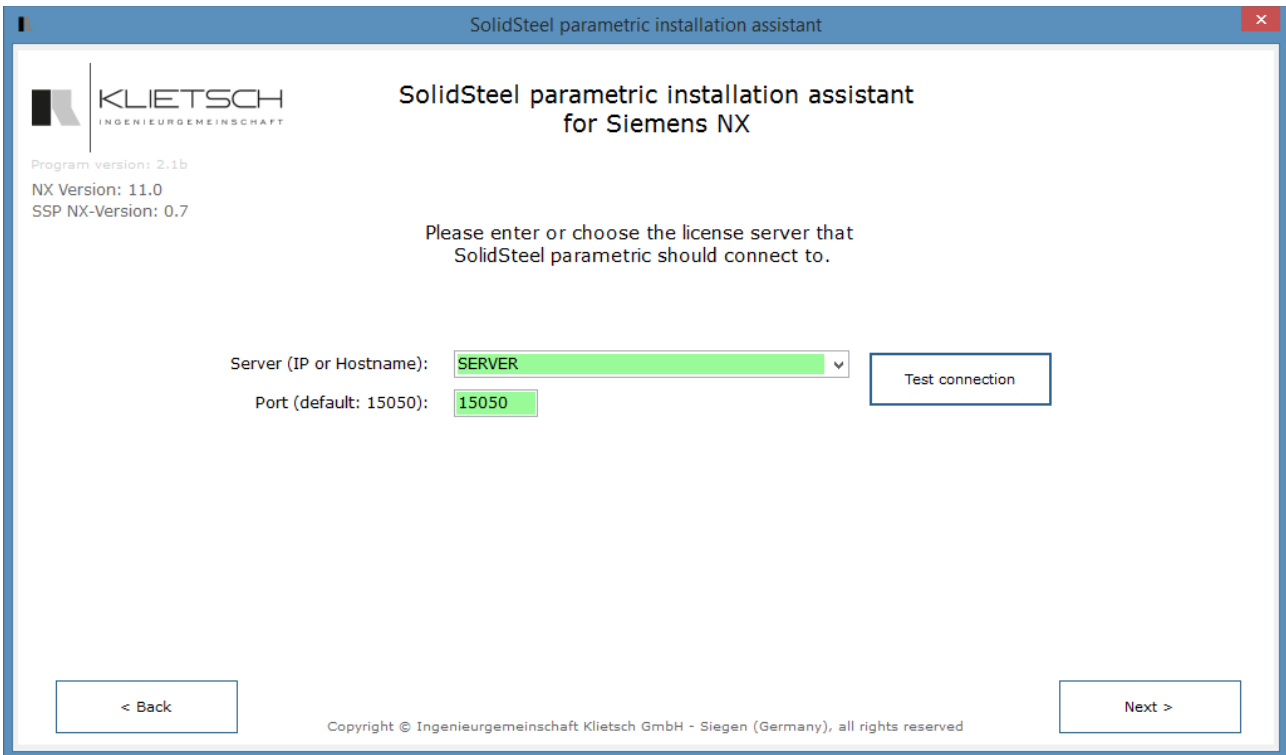 SolidSteel parametric installation assistant
KLIETSCH
INGENIEURGEMEINSCHAFT
SolidSteel parametric installation assistant
for Siemens NX
Program version: 2.1b
NX Version: 11.0
SSP NX-Version: 0.7
Please enter or choose the license server that
SolidSteel parametric should connect to.
Server (IP or Hostname):
SERVER
Test connection
Port (default: 15050):
15050
< Back
Next >
Copyright © Ingenieurgemeinschaft Klietsch GmbH - Siegen (Germany), all rights reserved